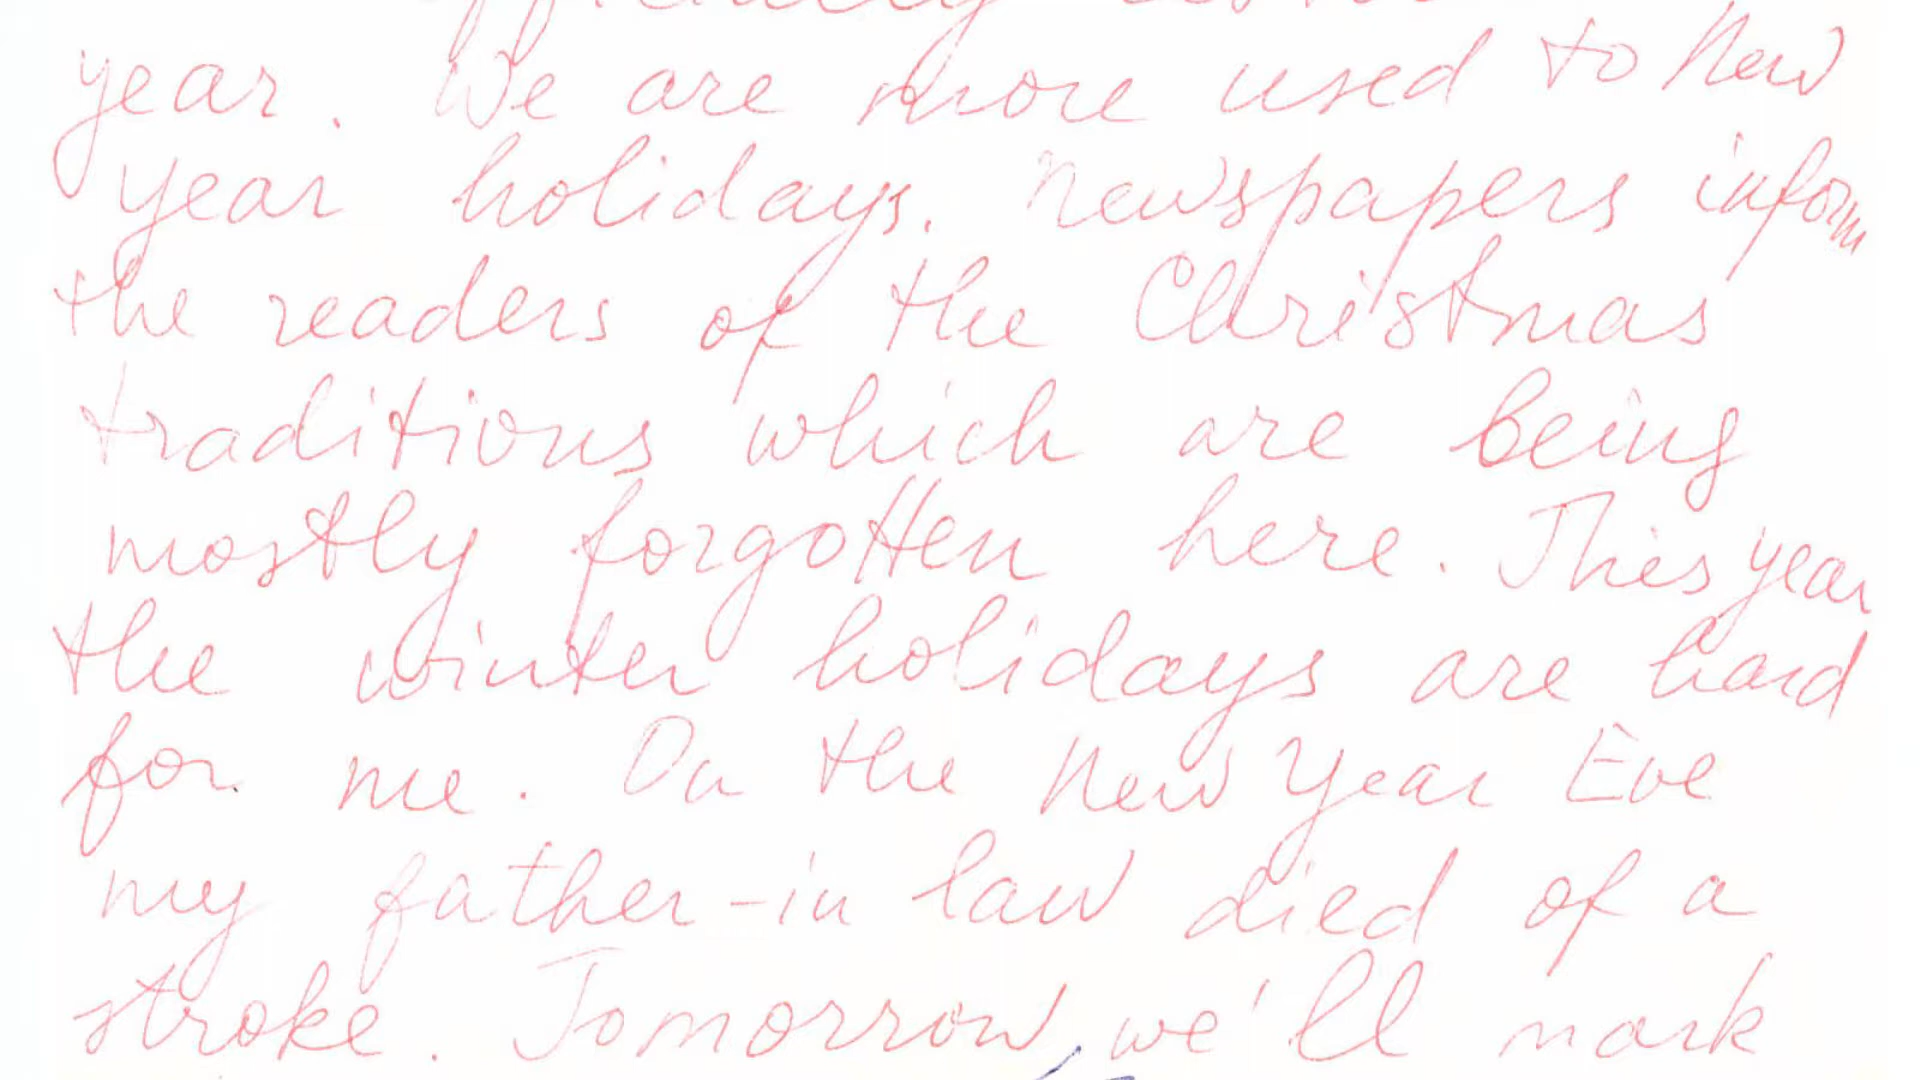 year. We are more used to New
year holidays. Newspapers inform
the readers of the Christmas
traditions which are being
mostly forgotten here. This year
the winter holidays are hard
for me. On the New Year Eve
my father-in law died of a
stroke. Tomorrow we'll mark